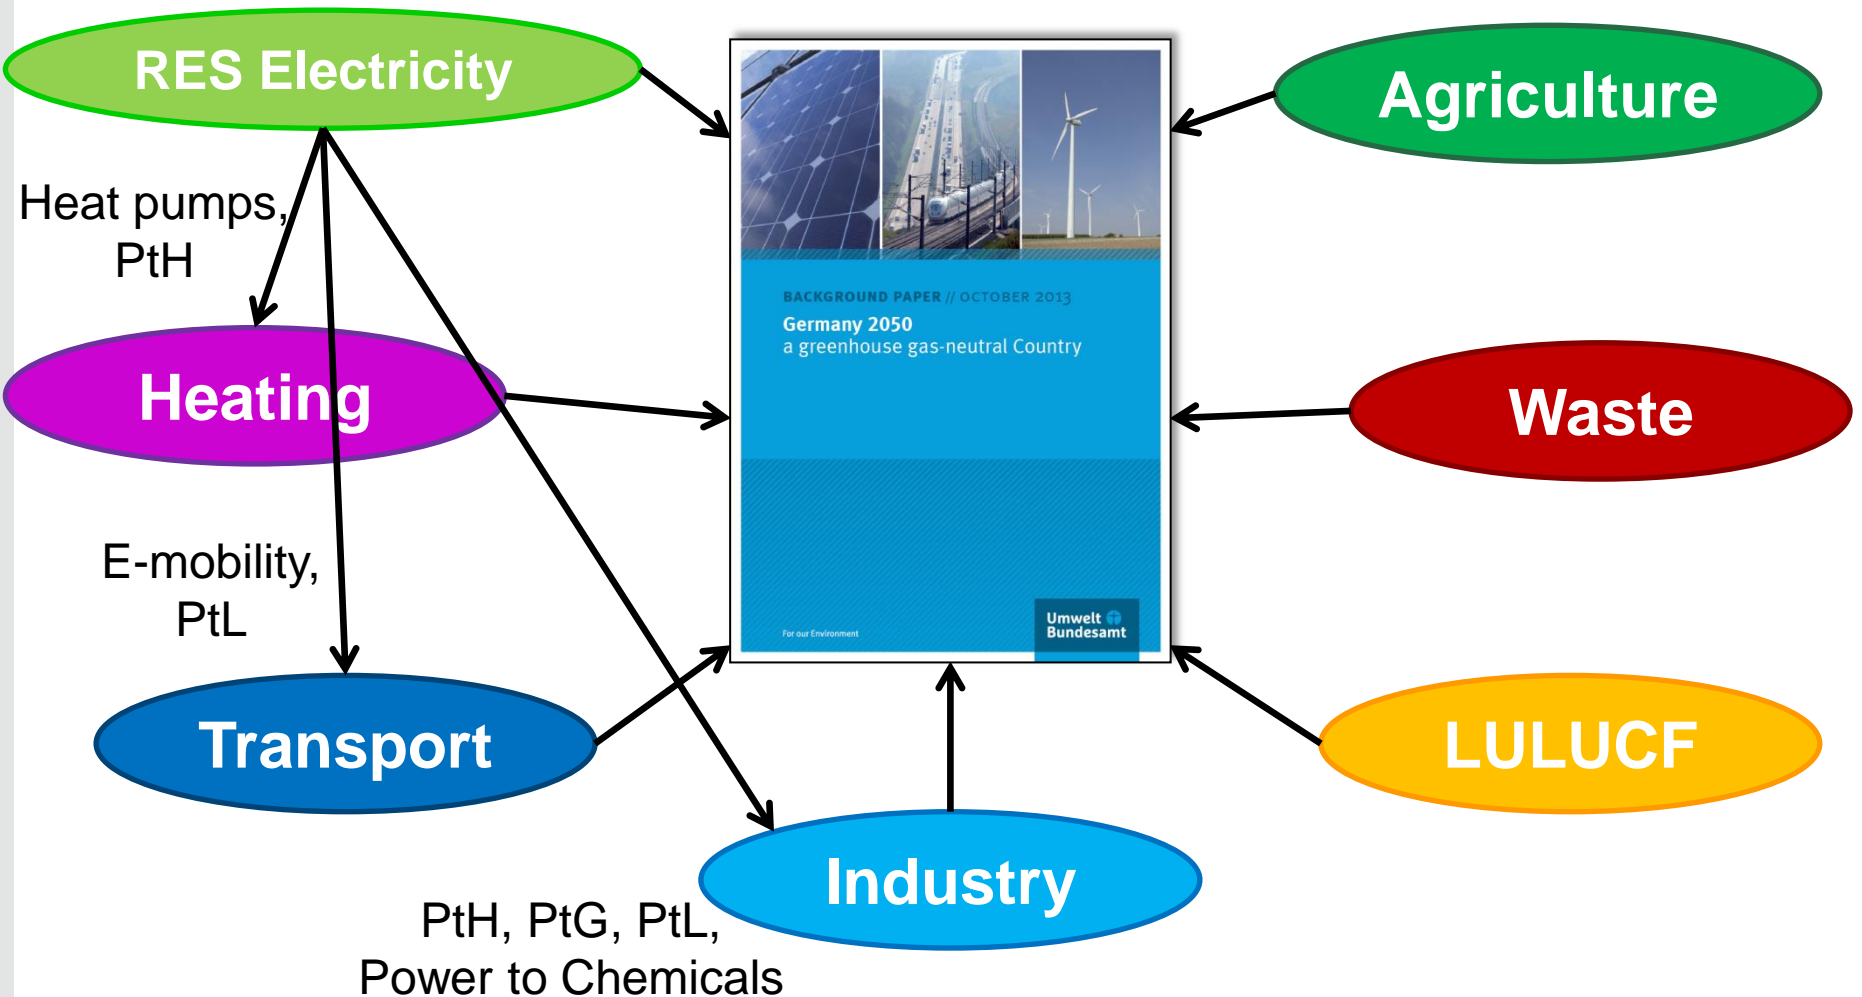 RES Electricity
Agriculture
Heat pumps,
PtH
BACKGROUND PAPER // OCTOBER 2013
Germany 2050
a greenhouse gas-neutral Country
Heating
Waste
E-mobility,
PtL
For our Environment
Umwelt
Bundesamt
Transport
LULUCF
Industry
PtH, PtG, PtL,
Power to Chemicals